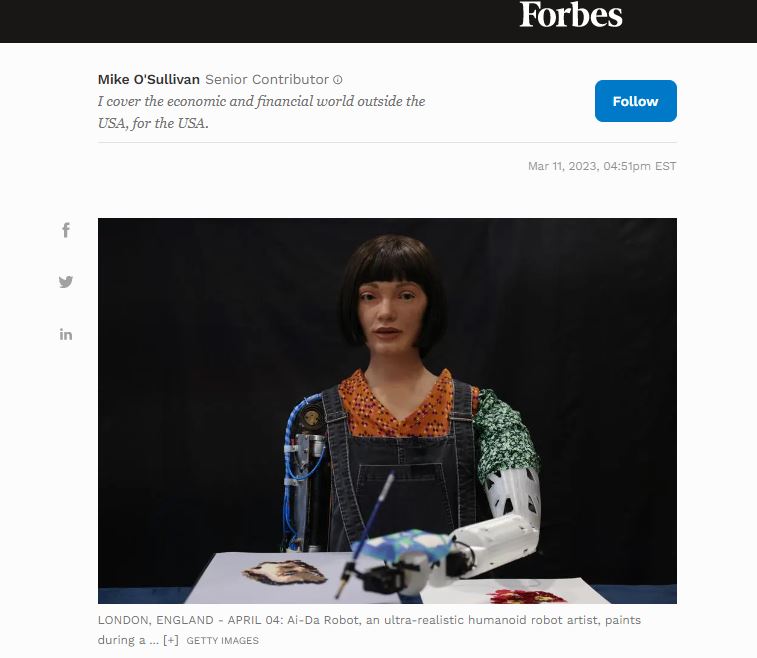 Forbes
Mike O'Sullivan Senior Contributor
I cover the economic and financial world outside the
USA, for the USA.
Follow
Mar 11, 2023, 04:51pm EST
LONDON, ENGLAND - APRIL 04: Ai-Da Robot, an ultra-realistic humanoid robot artist, paints
during a ... [+] GETTY IMAGES